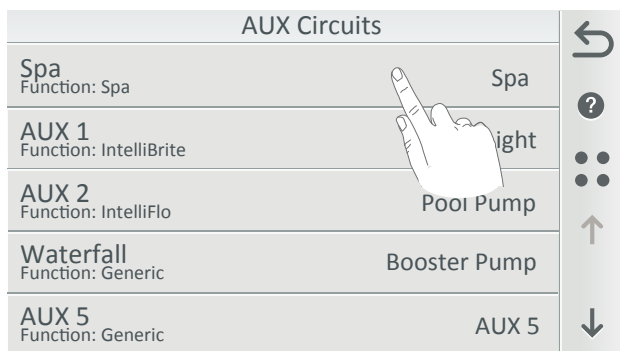 AUX Circuits
Spa
Function: Spa
Spa
?
AUX 1
Function: IntelliBrite
AUX 2
Function: IntelliFlo
Pool Pump
Waterfall
Function: Generic
Booster Pump
AUX 5
Function: Generic
AUX 5